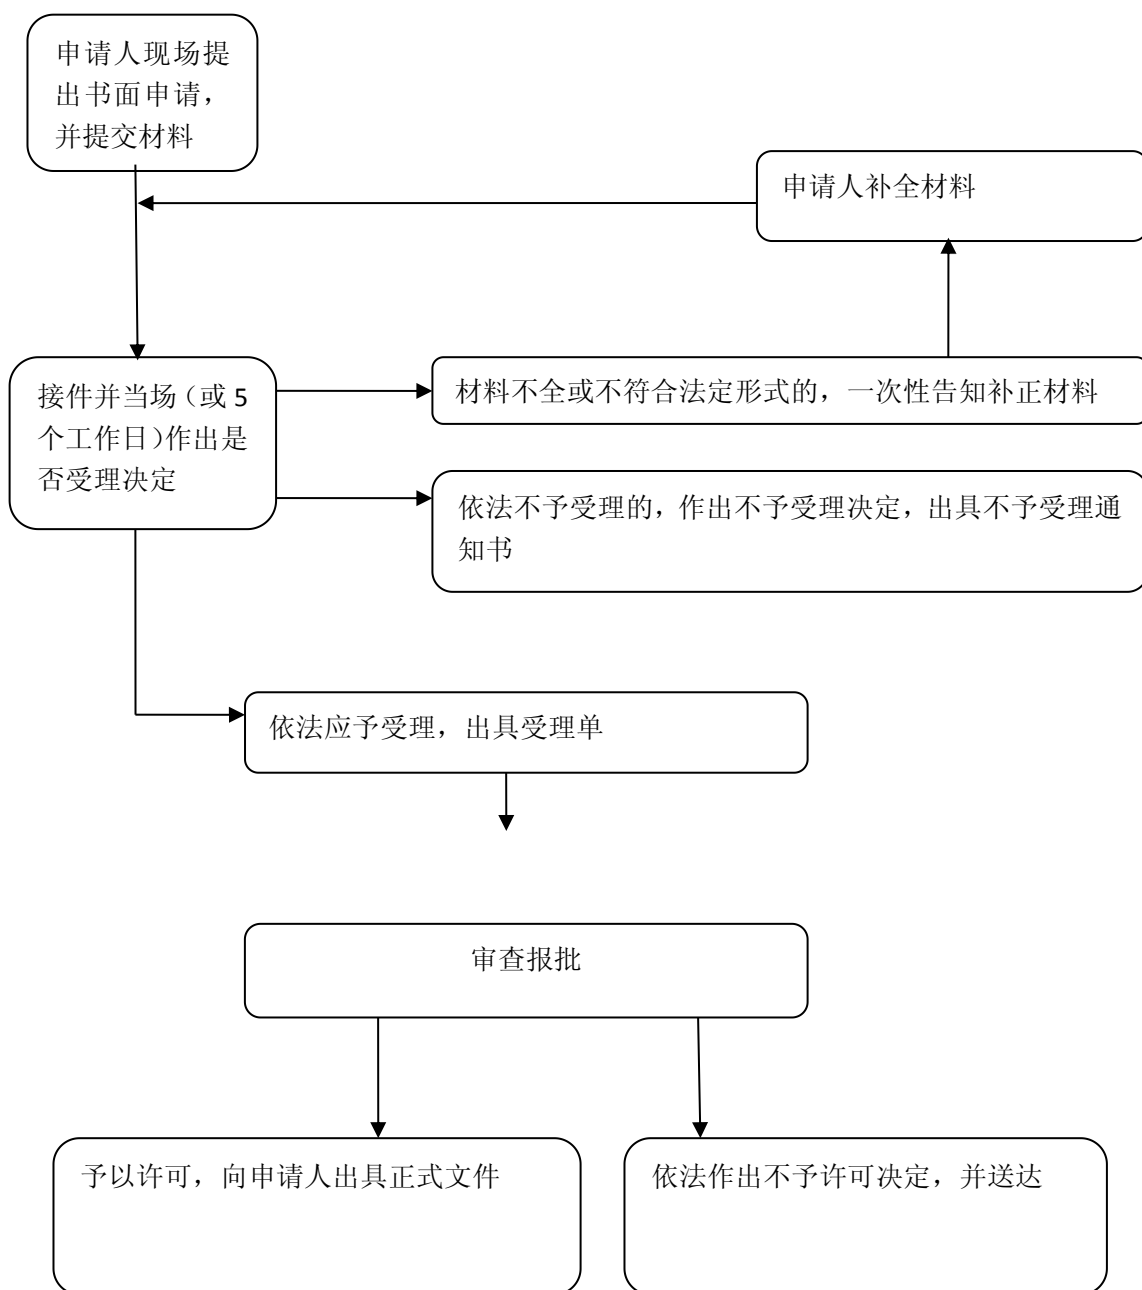 申请人现场提
出书面申请，
并提交材料
申请人补全材料
接件并当场（或5
个工作日）作出是
否受理决定
材料不全或不符合法定形式的，一次性告知补正材料
依法不予受理的，作出不予受理决定，出具不予受理通
知书
依法应予受理，出具受理单
审查报批
予以许可，向申请人出具正式文件
依法作出不予许可决定，并送达